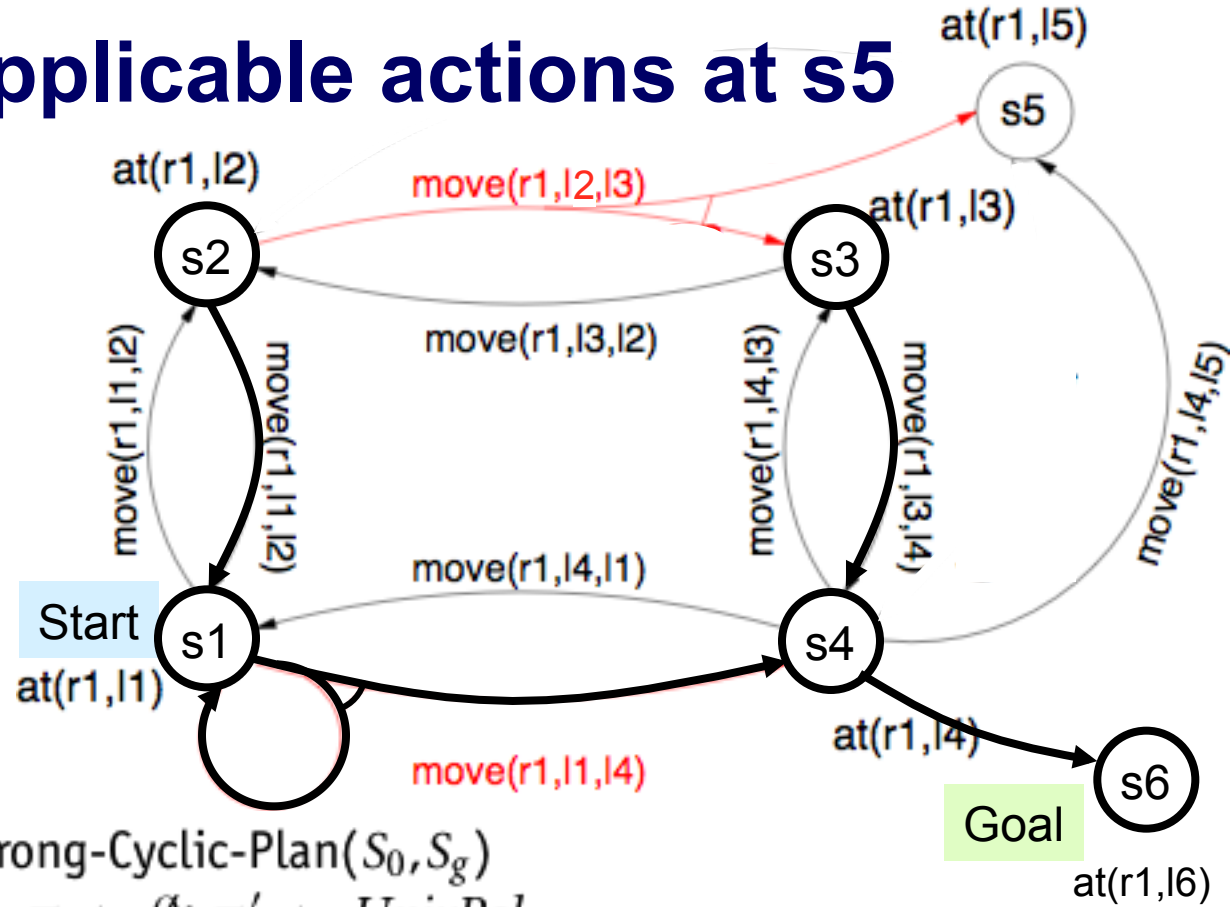 at(r1,l5)
pplicable actions at s5
s5
at(r1,l2)
move(r1,l2,l3)
at(r1,l3)
s2
s3
move(r1,l3,l2)
move(r1,l1,l2)
move(r1,l1,l2)
move(r1,l4,l3)
move(r1,l3,l4)
move(r1,l4,l5)
move(r1,l4,l1)
Start
s1
s4
at(r1,l1)
at(r1,l4)
move(r1,l1,l4)
s6
Goal
rong-Cyclic-Plan(S0,Sg)
at(r1,l6)